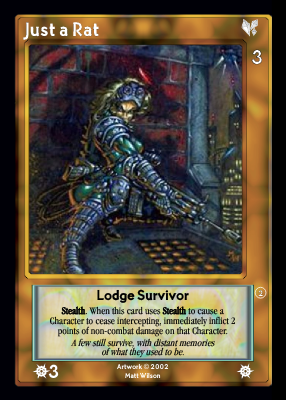 Just a Rat
3
Lodge Survivor
2
Stealth. When this card uses Stealth to cause a
Character to cease intercepting, immediately inflict 2
points of non-combat damage on that Character.
A few still survive, with distant memories
of what they used to be.
3
Artwork © 2002
Matt Wilson